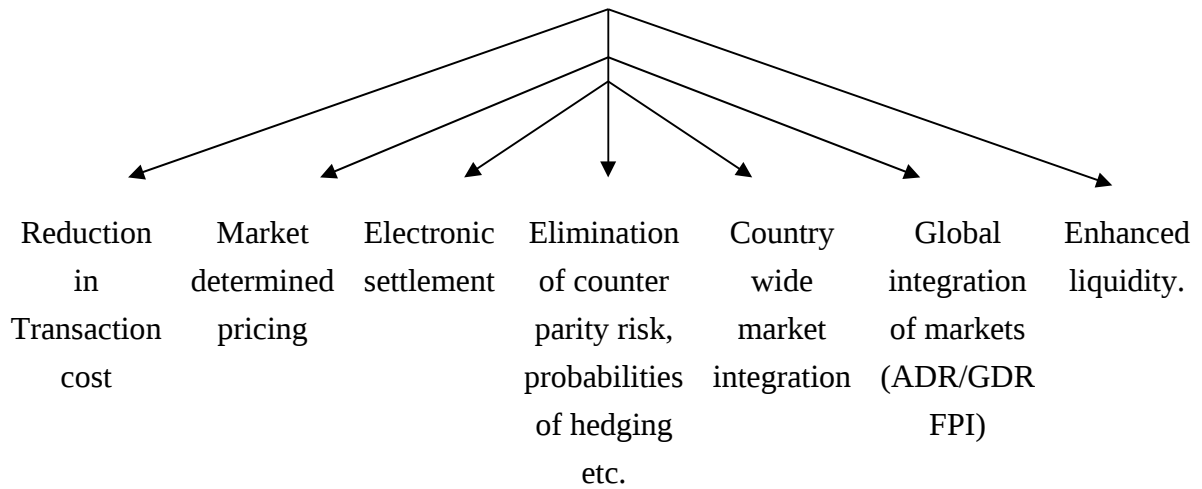 Reduction
in
Transaction
cost
Market
determined
pricing
Electronic
settlement
Elimination
of counter
parity risk,
probabilities
of hedging
etc.
Country
wide
market
integration
Global
integration
of markets
(ADR/GDR
FPI)
Enhanced
liquidity.